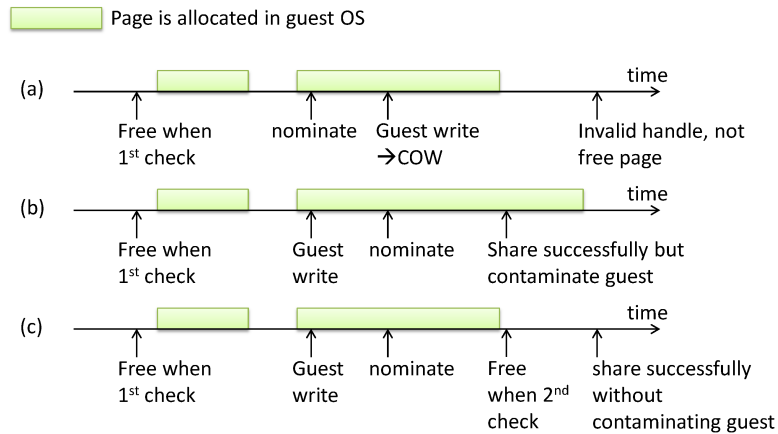 Page is allocated in guest OS
(a)
time
Free when
1st check
nominate
Guest write
→COW
Invalid handle, not
free page
(b)
time
Free when
1st check
Guest
write
nominate
Share successfully but
contaminate guest
(c)
time
Free when
1st check
Guest
write
nominate
Free
when 2nd
check
share successfully
without
contaminating guest